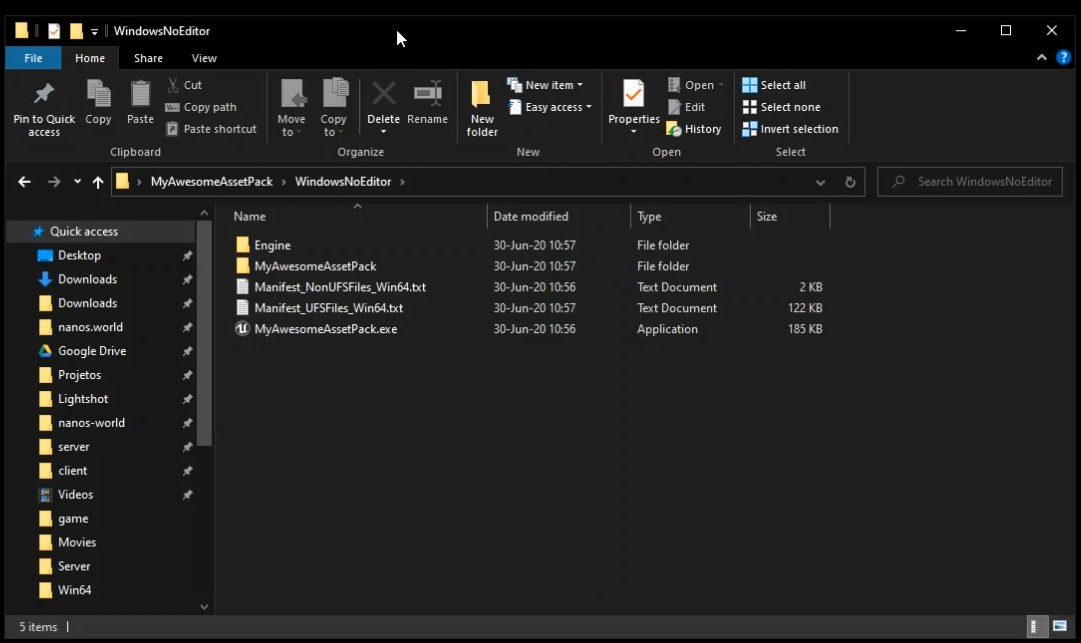 WindowsNoEditor
File Home Share View
Pin to Quick access
Copy
Paste
Cut
Copy path
Paste shortcut
Clipboard
Move to
Copy to
Delete
Rename
Organize
New folder
New item
Easy access
New
Properties
Open
Edit
History
Open
Select all
Select none
Invert selection
Select
MyAwesomeAssetPack WindowsNoEditor
Search WindowsNoEditor
Quick access
Desktop
Downloads
Downloads
nanos.world
Google Drive
Projetos
Lightshot
nanos-world
server
client
Videos
game
Movies
Server
Win64
Name Date modified Type Size
Engine 30-Jun-20 10:57 File folder
MyAwesomeAssetPack 30-Jun-20 10:57 File folder
Manifest_NonUFSFiles_Win64.txt 30-Jun-20 10:56 Text Document 2 KB
Manifest_UFSFiles_Win64.txt 30-Jun-20 10:57 Text Document 122 KB
MyAwesomeAssetPack.exe 30-Jun-20 10:56 Application 185 KB
5 items